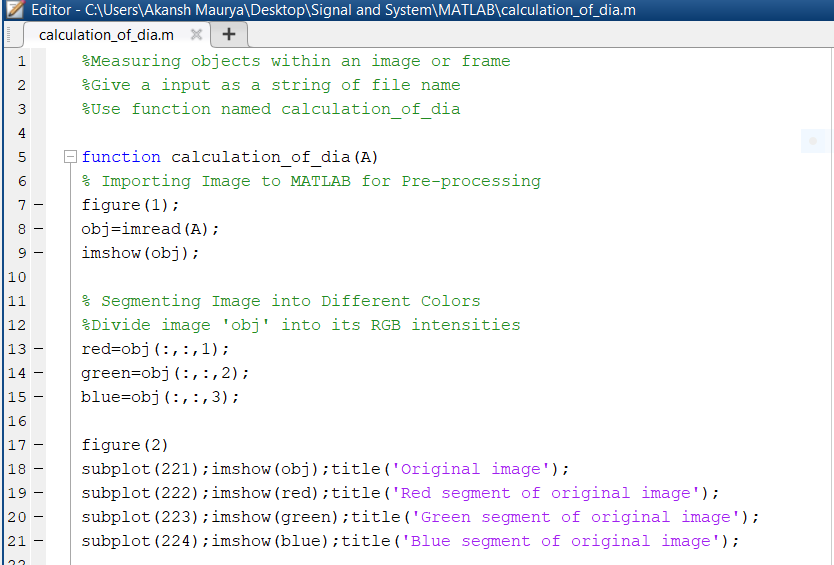 Editor - C:\Users\Akansh Maurya\Desktop\Signal and System\MATLAB\calculation_of_dia.m
calculation_of_dia.m × +
1 %Measuring objects within an image or frame
2 %Give a input as a string of file name
3 %Use function named calculation_of_dia
4
5 function calculation_of_dia(A)
6 % Importing Image to MATLAB for Pre-processing
7 – figure(1);
8 – obj=imread(A);
9 – imshow(obj);
10
11 % Segmenting Image into Different Colors
12 %Divide image 'obj' into its RGB intensities
13 – red=obj(:,:,1);
14 – green=obj(:,:,2);
15 – blue=obj(:,:,3);
16
17 – figure(2)
18 – subplot(221);imshow(obj);title('Original image');
19 – subplot(222);imshow(red);title('Red segment of original image');
20 – subplot(223);imshow(green);title('Green segment of original image');
21 – subplot(224);imshow(blue);title('Blue segment of original image');